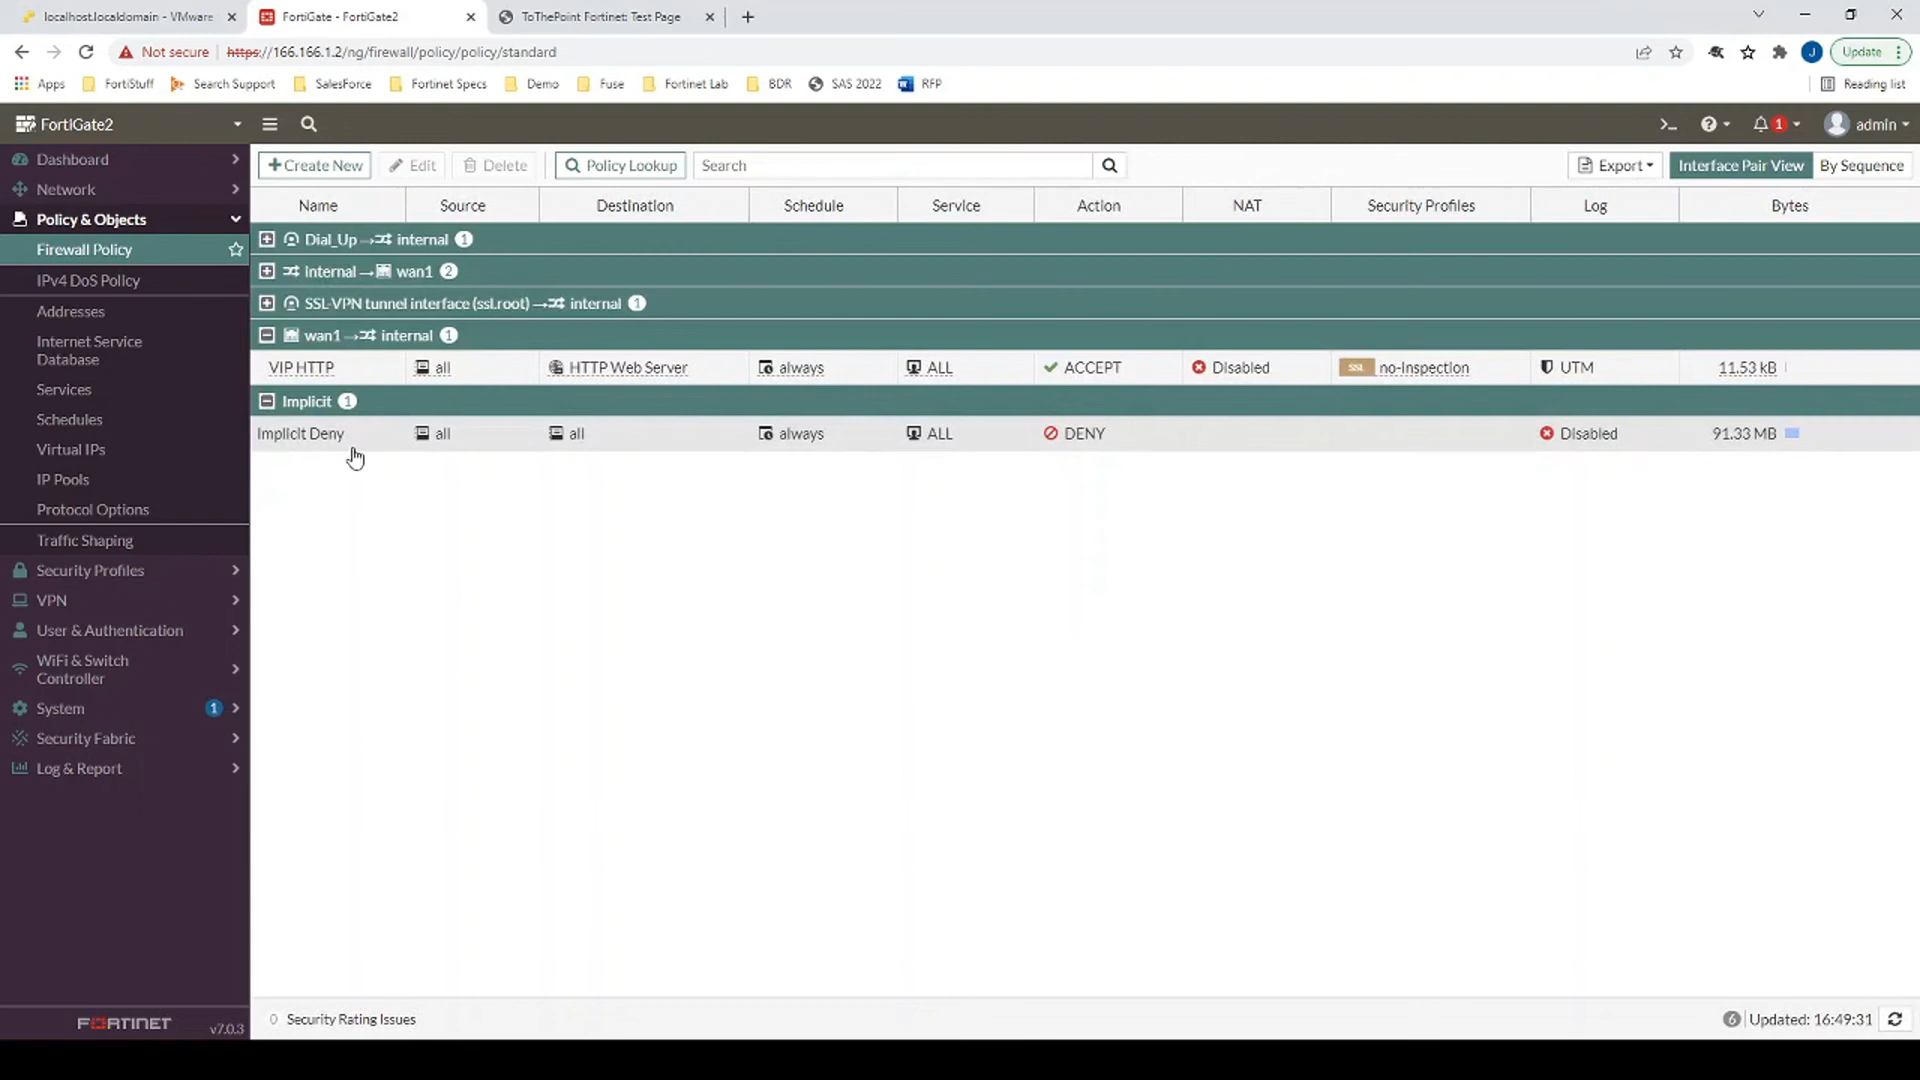 localhost.localdomain - VMware
FortiGate - FortiGate2
ToThePoint Fortinet: Test Page
Not secure
https://166.166.1.2/ng/firewall/policy/policy/standard
J
Update
Apps
FortiStuff
Search Support
SalesForce
Fortinet Specs
Demo
Fuse
Fortinet Lab
BDR
SAS 2022
RFP
Reading list
FortiGate2
1
admin
Dashboard
Network
Policy & Objects
Firewall Policy
IPv4 DoS Policy
Addresses
Internet Service
Database
Services
Schedules
Virtual IPs
IP Pools
Protocol Options
Traffic Shaping
Security Profiles
VPN
User & Authentication
WiFi & Switch
Controller
System 1
Security Fabric
Log & Report
FORTINET v7.0.3
+Create New Edit Delete Policy Lookup Search Export Interface Pair View By Sequence
Name Source Destination Schedule Service Action NAT Security Profiles Log Bytes
Dial_Up → internal 1
internal → wan1 2
SSL-VPN tunnel interface (ssl.root) → internal 1
wan1 → internal 1
VIP HTTP all HTTP Web Server always ALL ACCEPT Disabled SSL no-inspection UTM 11.53 kB
Implicit 1
Implicit Deny all all always ALL DENY Disabled 91.33 MB
0 Security Rating Issues
6 Updated: 16:49:31